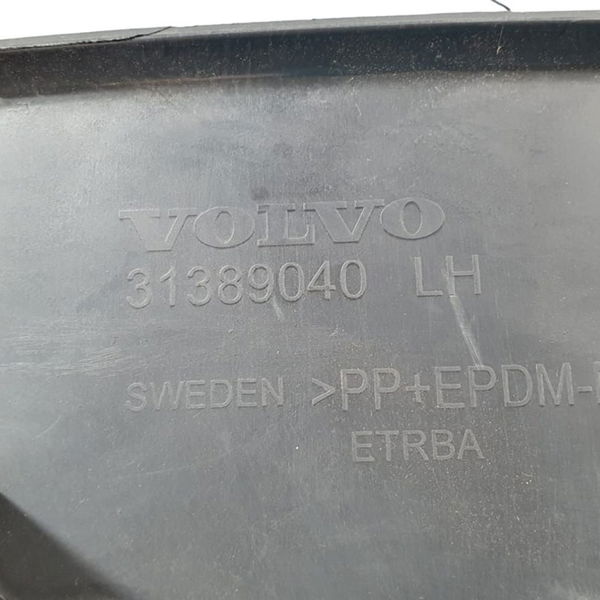 VOLVO
31389040 LH
SWEDEN >PP+EPDM-
ETRBA